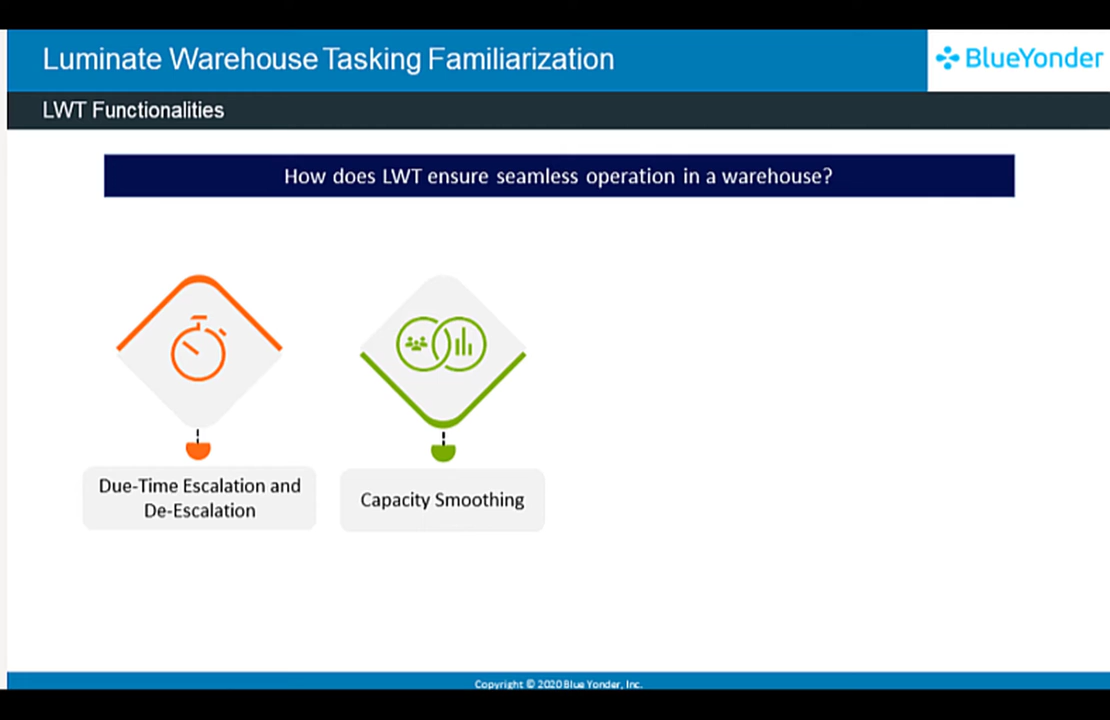 Luminate Warehouse Tasking Familiarization
BlueYonder
LWT Functionalities
How does LWT ensure seamless operation in a warehouse?
Due-Time Escalation and
De-Escalation
Capacity Smoothing
Copyright © 2020 Blue Yonder, Inc.